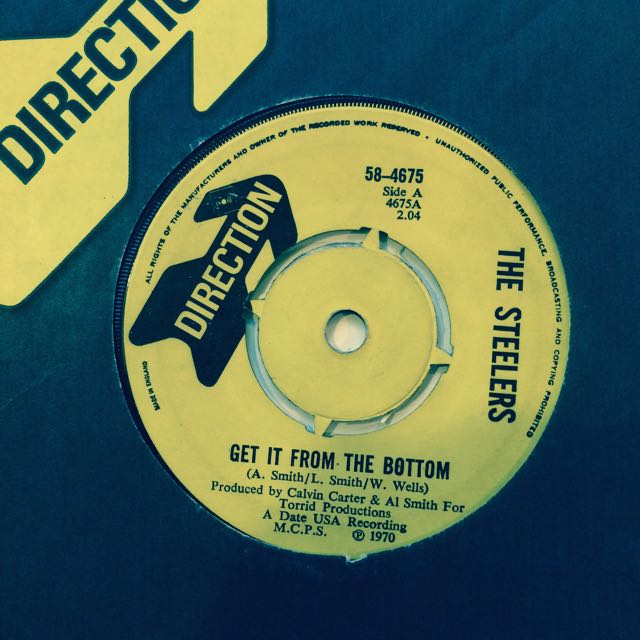 DIRECTION
ALL RIGHTS OF THE MANUFACTURERS AND OWNER OF THE RECORDED WORK RESERVED • UNAUTHORIZED PUBLIC PERFORMANCE, BROADCASTING AND COPYING PROHIBITED
58–4675
Side A
4675A
2.04
DIRECTION
THE STEELERS
MADE IN ENGLAND
GET IT FROM THE BOTTOM
(A. Smith/L. Smith/W. Wells)
Produced by Calvin Carter & Al Smith For
Torrid Productions
A Date USA Recording
M.C.P.S. ℗ 1970